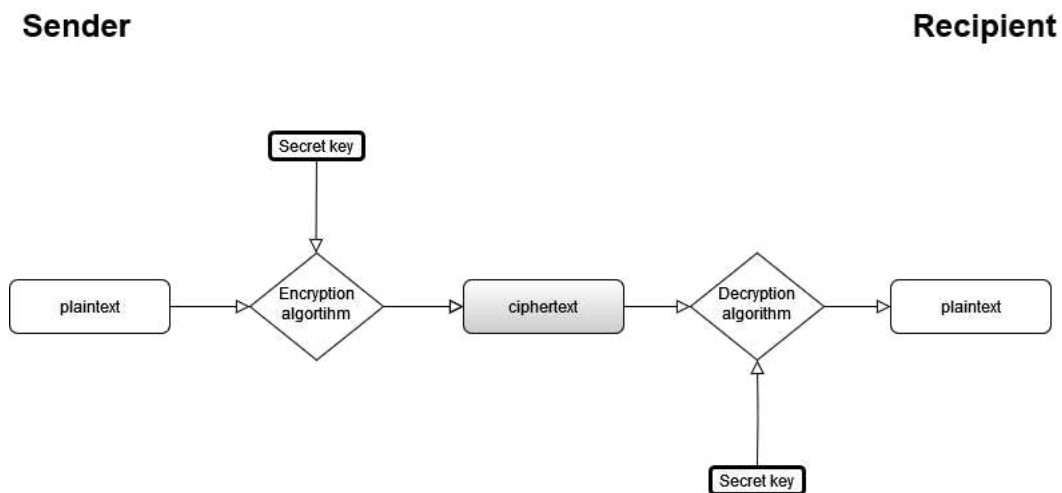 Sender
Recipient
Secret key
plaintext
Encryption
algortihm
ciphertext
Decryption
algorithm
plaintext
Secret key